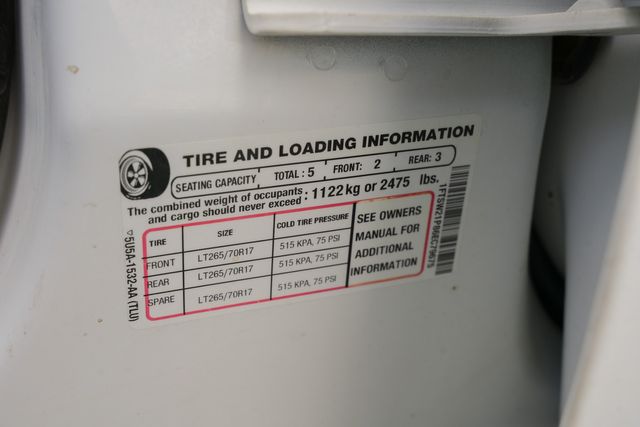 TIRE AND LOADING INFORMATION
SEATING CAPACITY TOTAL : 5 FRONT: 2 REAR: 3
The combined weight of occupants
and cargo should never exceed : 1122 kg or 2475 lbs.
TIRE SIZE COLD TIRE PRESSURE
FRONT LT265/70R17 515 KPA, 75 PSI
REAR LT265/70R17 515 KPA, 75 PSI
SPARE LT265/70R17 515 KPA, 75 PSI
SEE OWNERS
MANUAL FOR
ADDITIONAL
INFORMATION
5U5A-1532-AA (TLU)